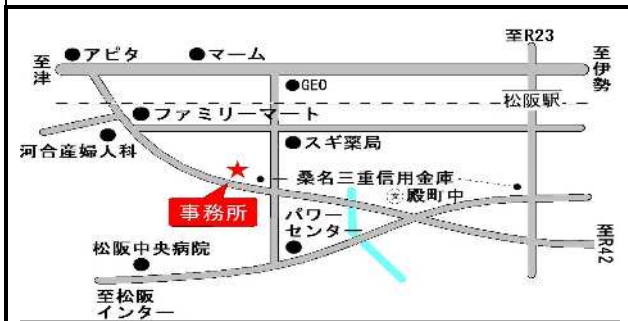 至R23
至津
アピタ
マーム
至伊勢
GEO
松阪駅
ファミリーマート
河合産婦人科
スギ薬局
桑名三重信用金庫
殿町中
事務所
パワー
センター
松阪中央病院
至R42
至松阪
インター